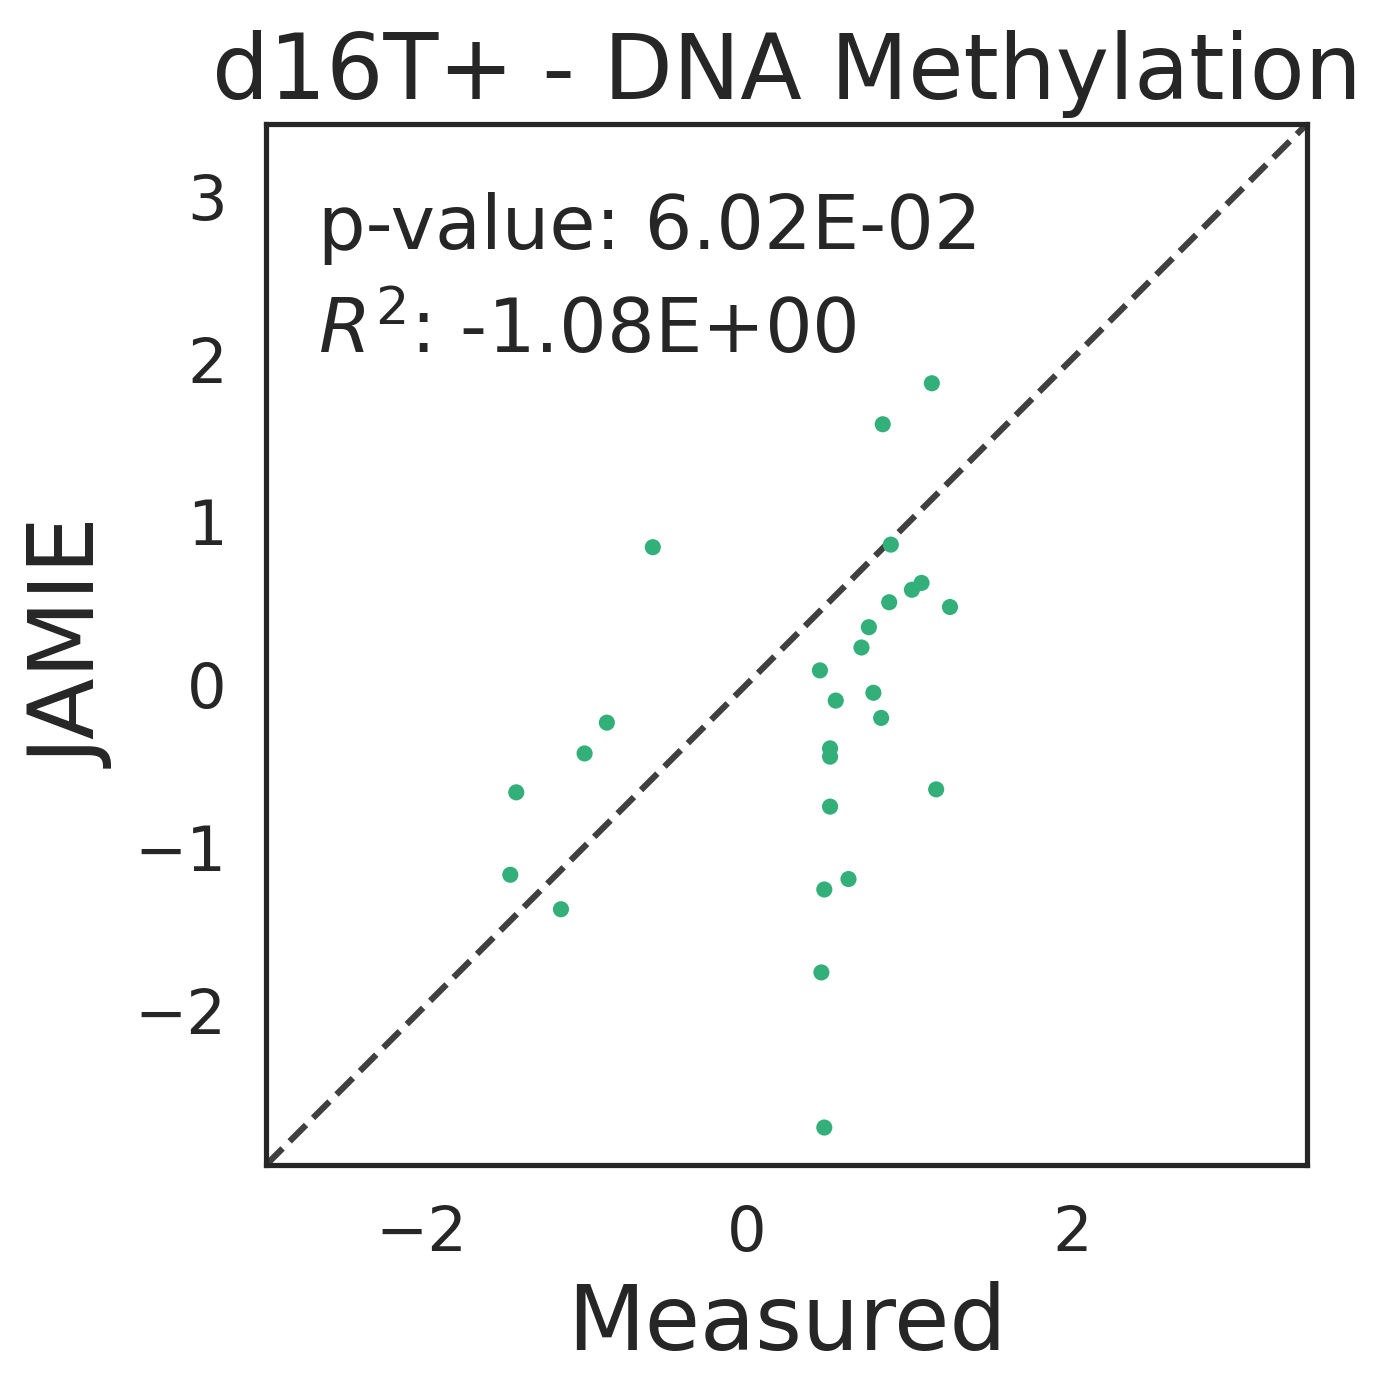 d16T+ - DNA Methylation
p-value: 6.02E-02
R²: -1.08E+00
3
2
1
0
−1
−2
JAMIE
−2 0 2
Measured